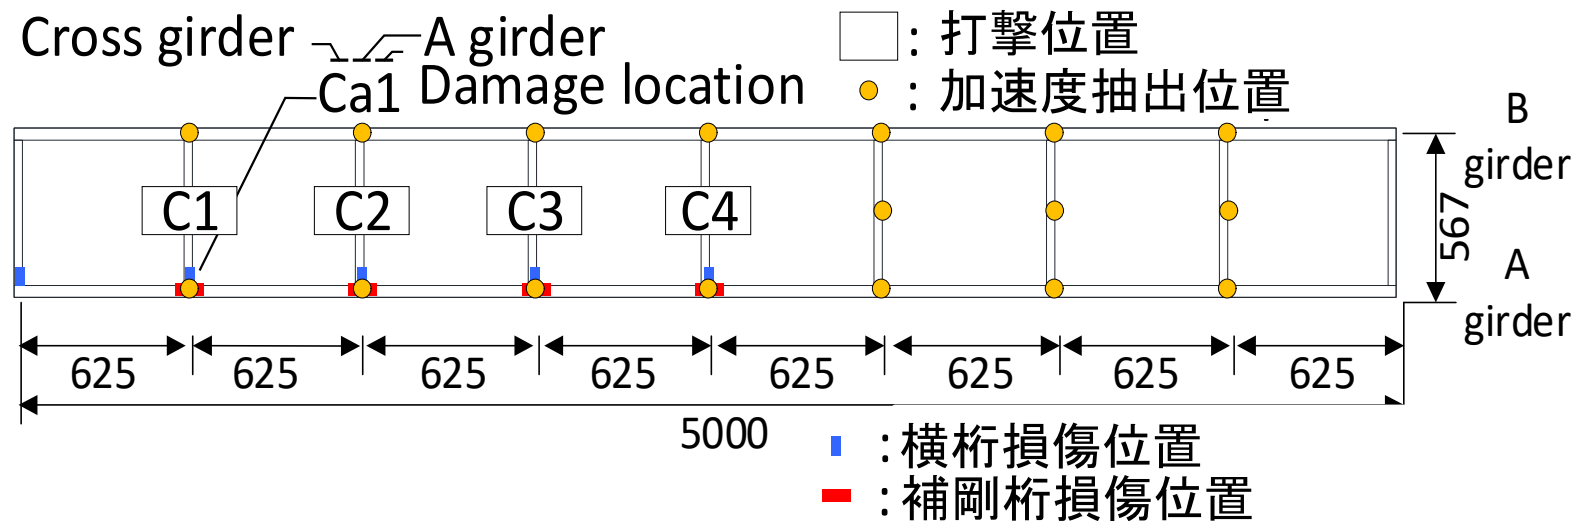 Cross girder
A girder
Ca1
Damage location
: 打撃位置
: 加速度抽出位置
B
girder
C1
C2
C3
C4
567
A
girder
625
625
625
625
625
625
625
625
5000
:横桁損傷位置
:補剛桁損傷位置